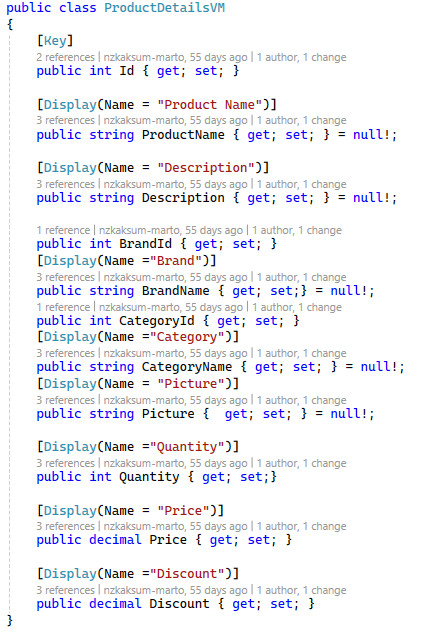 public class ProductDetailsVM
{
[Key]
2 references | nzkaksum-marto, 55 days ago | 1 author, 1 change
public int Id { get; set; }
[Display(Name = "Product Name")]
3 references | nzkaksum-marto, 55 days ago | 1 author, 1 change
public string ProductName { get; set; } = null!;
[Display(Name = "Description")]
3 references | nzkaksum-marto, 55 days ago | 1 author, 1 change
public string Description { get; set; } = null!;
1 reference | nzkaksum-marto, 55 days ago | 1 author, 1 change
public int BrandId { get; set; }
[Display(Name ="Brand")]
3 references | nzkaksum-marto, 55 days ago | 1 author, 1 change
public string BrandName { get; set;} = null!;
1 reference | nzkaksum-marto, 55 days ago | 1 author, 1 change
public int CategoryId { get; set; }
[Display(Name ="Category")]
3 references | nzkaksum-marto, 55 days ago | 1 author, 1 change
public string CategoryName { get; set; } = null!;
[Display(Name = "Picture")]
3 references | nzkaksum-marto, 55 days ago | 1 author, 1 change
public string Picture {  get; set; } = null!;
[Display(Name ="Quantity")]
3 references | nzkaksum-marto, 55 days ago | 1 author, 1 change
public int Quantity { get; set;}
[Display(Name = "Price")]
3 references | nzkaksum-marto, 55 days ago | 1 author, 1 change
public decimal Price { get; set; }
[Display(Name ="Discount")]
3 references | nzkaksum-marto, 55 days ago | 1 author, 1 change
public decimal Discount { get; set; }
}